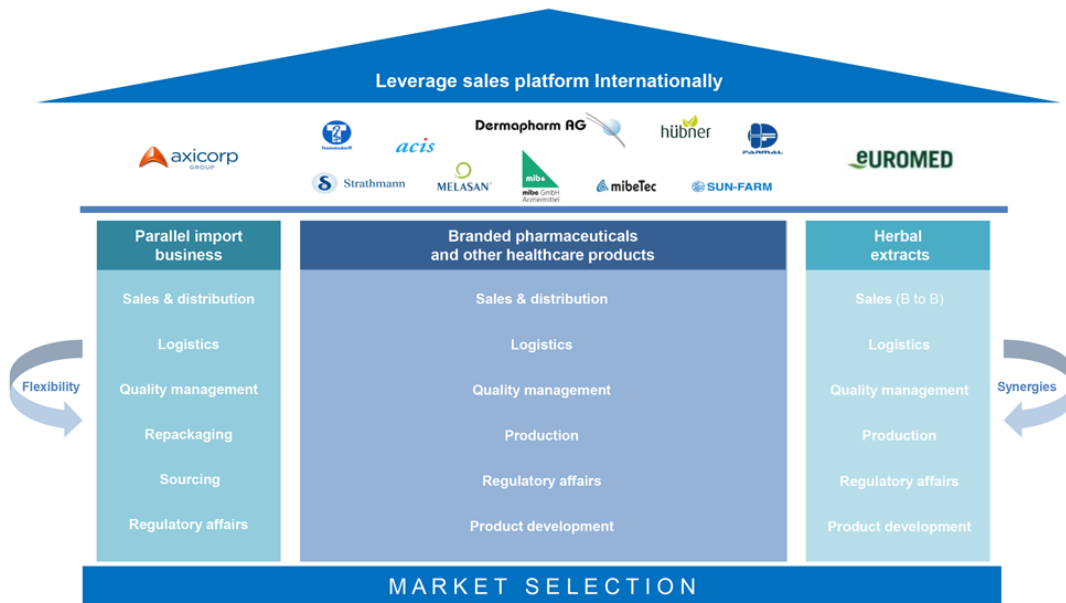 Leverage sales platform Internationally
axicorp
GROUP
Trommsdorff
acis
Dermapharm AG
hübner
FARMAL
Strathmann
MELASAN®
mibe
mibe GmbH
Arzneimittel
mibeTec
SUN-FARM
eUROMED
Parallel import
business
Sales & distribution
Logistics
Quality management
Repackaging
Sourcing
Regulatory affairs
Branded pharmaceuticals
and other healthcare products
Sales & distribution
Logistics
Quality management
Production
Regulatory affairs
Product development
Herbal
extracts
Sales (B to B)
Logistics
Quality management
Production
Regulatory affairs
Product development
Flexibility
Synergies
MARKET SELECTION